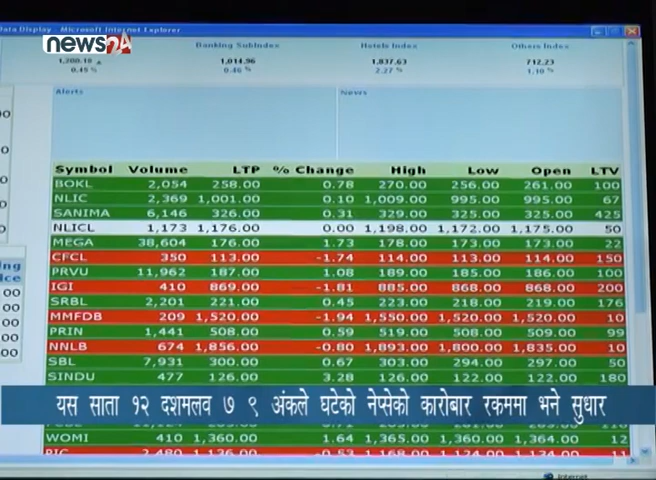 Data Display - Microsoft Internet Explorer
news24
Banking SubIndex Hotels Index Others Index
1,200.18 1,014.96 1,837.63 712.23
0.45 % 0.46 % 2.27 % 1.10 %
Alerts News
Symbol Volume LTP % Change High Low Open LTV
BOKL 2,054 258.00 0.78 270.00 256.00 261.00 100
NLIC 2,369 1,001.00 0.10 1,009.00 995.00 995.00 67
SANIMA 6,146 326.00 0.31 329.00 325.00 325.00 425
NLICL 1,173 1,176.00 0.00 1,198.00 1,172.00 1,175.00 50
MEGA 38,604 176.00 1.73 178.00 173.00 173.00 22
CFCL 350 113.00 -1.74 114.00 113.00 114.00 150
PRVU 11,962 187.00 1.08 189.00 185.00 186.00 100
IGI 410 869.00 -1.81 885.00 868.00 868.00 200
SRBL 2,201 221.00 0.45 223.00 218.00 219.00 176
MMFDB 209 1,520.00 -1.94 1,550.00 1,520.00 1,520.00 10
PRIN 1,441 508.00 0.59 519.00 508.00 509.00 99
NNLB 674 1,856.00 -0.80 1,893.00 1,800.00 1,835.00 10
SBL 7,931 300.00 0.67 303.00 294.00 297.00 50
SINDU 477 126.00 3.28 126.00 122.00 122.00 180
यस साता १२ दशमलव ७ ९ अंकले घटेको नेप्सेको कारोबार रकममा भने सुधार
WOMI 410 1,360.00 1.64 1,365.00 1,360.00 1,364.00 12
Internet